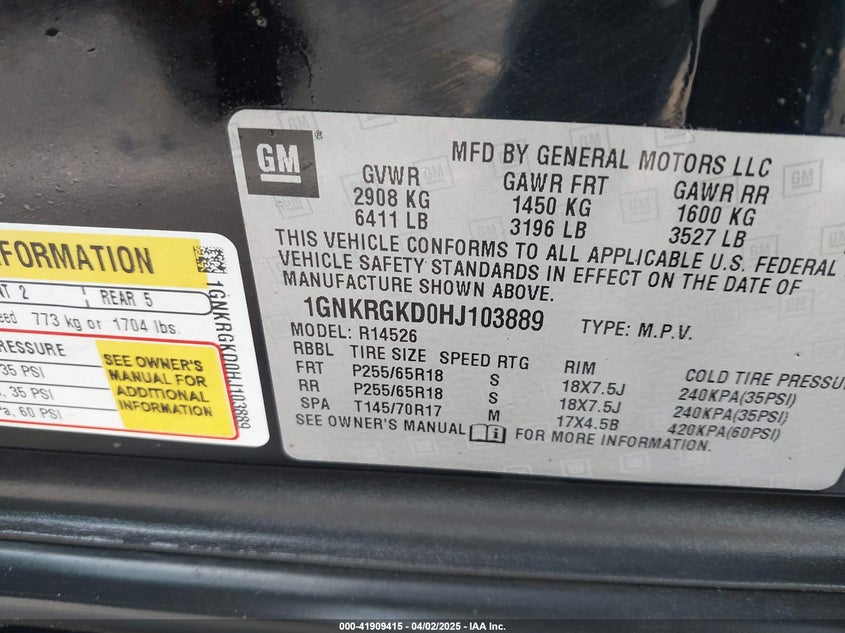 GM
MFD BY GENERAL MOTORS LLC
GVWR GAWR FRT GAWR RR
2908 KG 1450 KG 1600 KG
6411 LB 3196 LB 3527 LB
THIS VEHICLE CONFORMS TO ALL APPLICABLE U.S. FEDERAL
VEHICLE SAFETY STANDARDS IN EFFECT ON THE DATE OF
MANUFACTURE SHOWN ABOVE.
1GNKRGKD0HJ103889 TYPE: M.P.V.
MODEL: R14526
RBBL TIRE SIZE SPEED RTG RIM COLD TIRE PRESSU
FRT P255/65R18 S 18X7.5J 240KPA(35PSI)
RR P255/65R18 S 18X7.5J 240KPA(35PSI)
SPA T145/70R17 M 17X4.5B 420KPA(60PSI)
SEE OWNER'S MANUAL FOR MORE INFORMATION.
FORMATION
NT 2 REAR 5
eed 773 kg or 1704 lbs.
RESSURE
35 PSI
35 PSI
a, 60 PSI
SEE OWNER'S
MANUAL FOR
ADDITIONAL
INFORMATION
1GNKRGKD0HJ103889
000-41909415 | 04/02/2025 - IAA Inc.